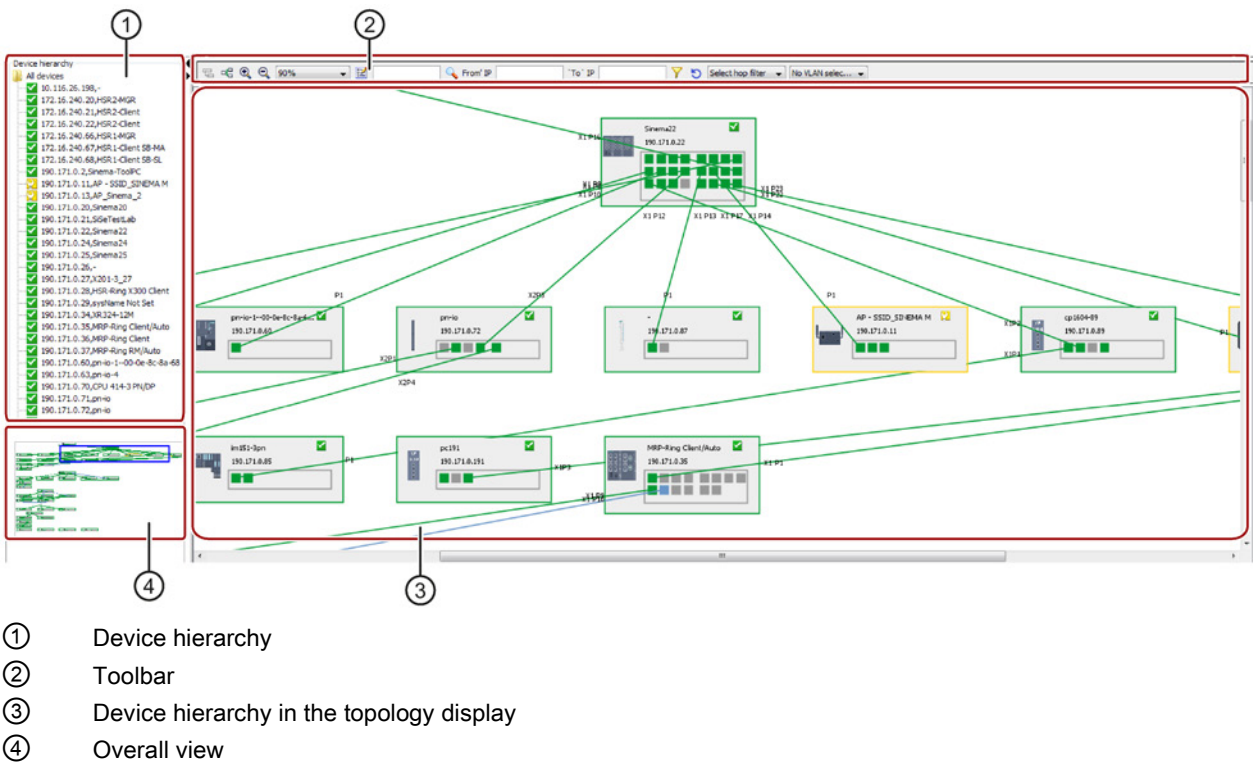 ① ②
Device hierarchy
All devices
10.116.26.198,-
172.16.240.20,HSR2-MGR
172.16.240.21,HSR2-Client
172.16.240.22,HSR2-Client
172.16.240.66,HSR1-MGR
172.16.240.67,HSR1-Client SB-MA
172.16.240.68,HSR1-Client SB-SL
190.171.0.2,Sinema-ToolPC
190.171.0.11,AP - SSID_SINEMA M
190.171.0.13,AP_Sinema_2
190.171.0.20,Sinema20
190.171.0.21,SiSeTestLab
190.171.0.22,Sinema22
190.171.0.24,Sinema24
190.171.0.25,Sinema25
190.171.0.26,-
190.171.0.27,X201-3_27
190.171.0.28,HSR-Ring X300 Client
190.171.0.29,sysName Not Set
190.171.0.34,XR324-12M
190.171.0.35,MRP-Ring Client/Auto
190.171.0.36,MRP-Ring Client
190.171.0.37,MRP-Ring RM/Auto
190.171.0.60,pn-io-1--00-0e-8c-8a-68
190.171.0.63,pn-io-4
190.171.0.70,CPU 414-3 PN/DP
190.171.0.71,pn-io
190.171.0.72,pn-io
90% From' IP `To` IP Select hop filter No VLAN selec...
Sinema22
190.171.0.22
X1 P16
X1 P12 X1 P13 X1 P17 X1 P14
P1 X2P3 P1 P1
pn-io-1--00-0e-8c-8a-6...
190.171.0.60
pn-io
190.171.0.72
-
190.171.0.87
AP - SSID_SINEMA M
190.171.0.11
cp1604-89
190.171.0.89
X1P2
X1P1
P1
X2P1
X2P4
im151-3pn
190.171.0.85
P1
pc191
190.171.0.191
X1P3
MRP-Ring Client/Auto
190.171.0.35
X1 P1
④ ③
① Device hierarchy
② Toolbar
③ Device hierarchy in the topology display
④ Overall view